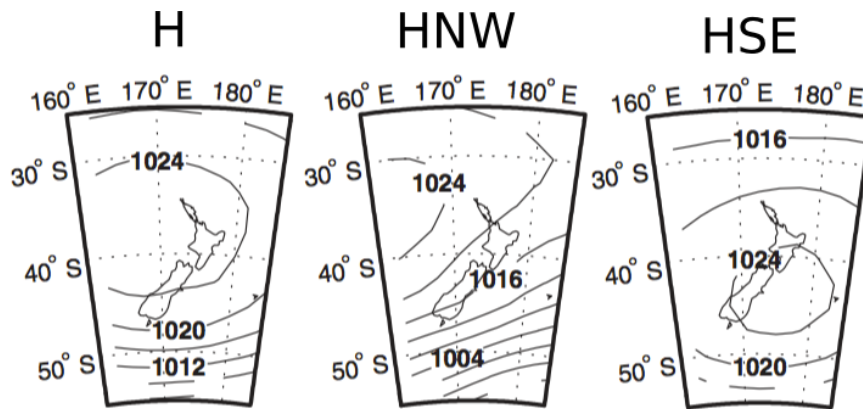 H HNW HSE
160° E 170° E 180° E 160° E 170° E 180° E 160° E 170° E 180° E
30° S 1024 30° S 1024 30° S 1016
40° S 40° S 1016 40° S 1024
1020
50° S 1012 50° S 1004 50° S 1020